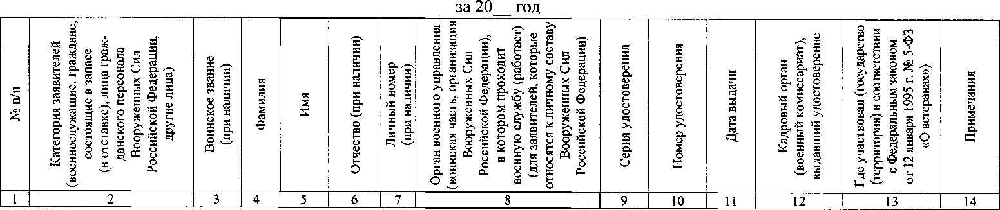 за 20__ год
№ п/п
Категория заявителей
(военнослужащие, граждане,
состоящие в запасе
(в отставке), лица граж-
данского персонала
Вооруженных Сил
Российской Федерации,
другие лица)
Воинское звание
(при наличии)
Фамилия
Имя
Отчество (при наличии)
Личный номер
(при наличии)
Орган военного управления
(воинская часть, организация
Вооруженных Сил
Российской Федерации),
в котором проходит
военную службу (работает)
(для заявителей, которые
относятся к личному составу
Вооруженных Сил
Российской Федерации)
Серия удостоверения
Номер удостоверения
Дата выдачи
Кадровый орган
(военный комиссариат),
выдавший удостоверение
Где участвовал (государство
(территория) в соответствии
с Федеральным законом
от 12 января 1995 г. № 5-ФЗ
«О ветеранах»
Примечания
1 2 3 4 5 6 7 8 9 10 11 12 13 14